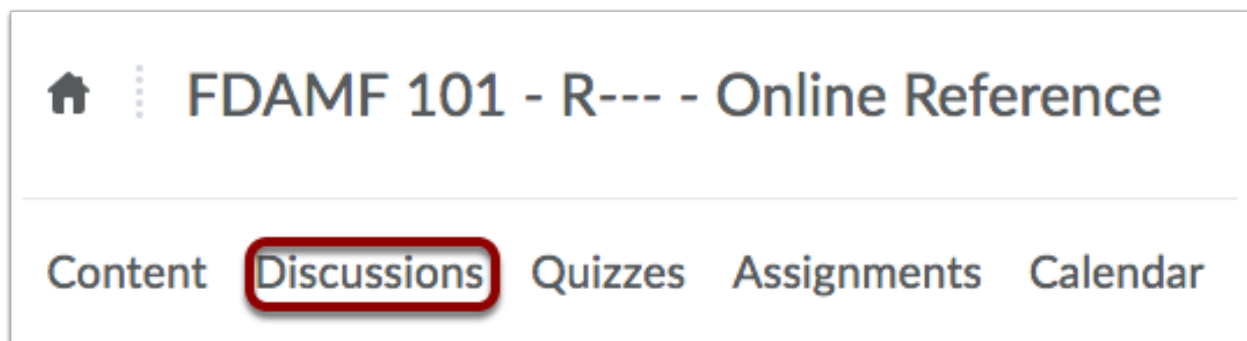 FDAMF 101 - R--- - Online Reference
Content Discussions Quizzes Assignments Calendar